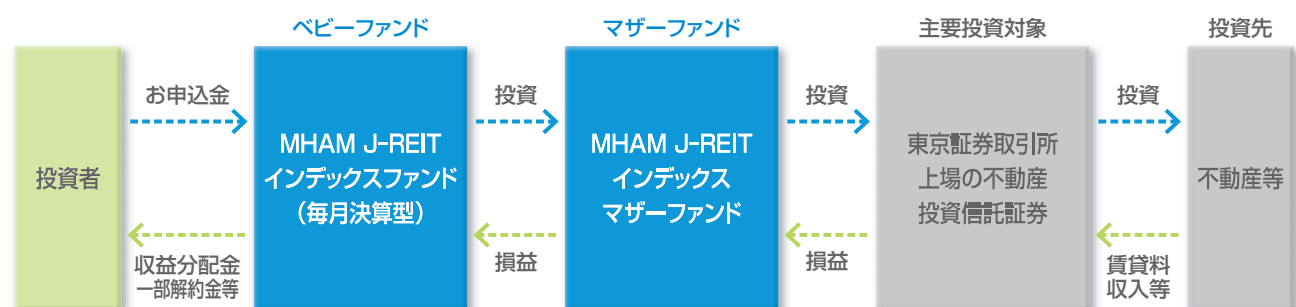 ベビーファンド
マザーファンド
主要投資対象
投資先
投資者
お申込金
収益分配金
一部解約金等
MHAM J-REIT
インデックスファンド
（毎月決算型）
投資
損益
MHAM J-REIT
インデックス
マザーファンド
投資
損益
東京証券取引所
上場の不動産
投資信託証券
投資
賃貸料
収入等
不動産等